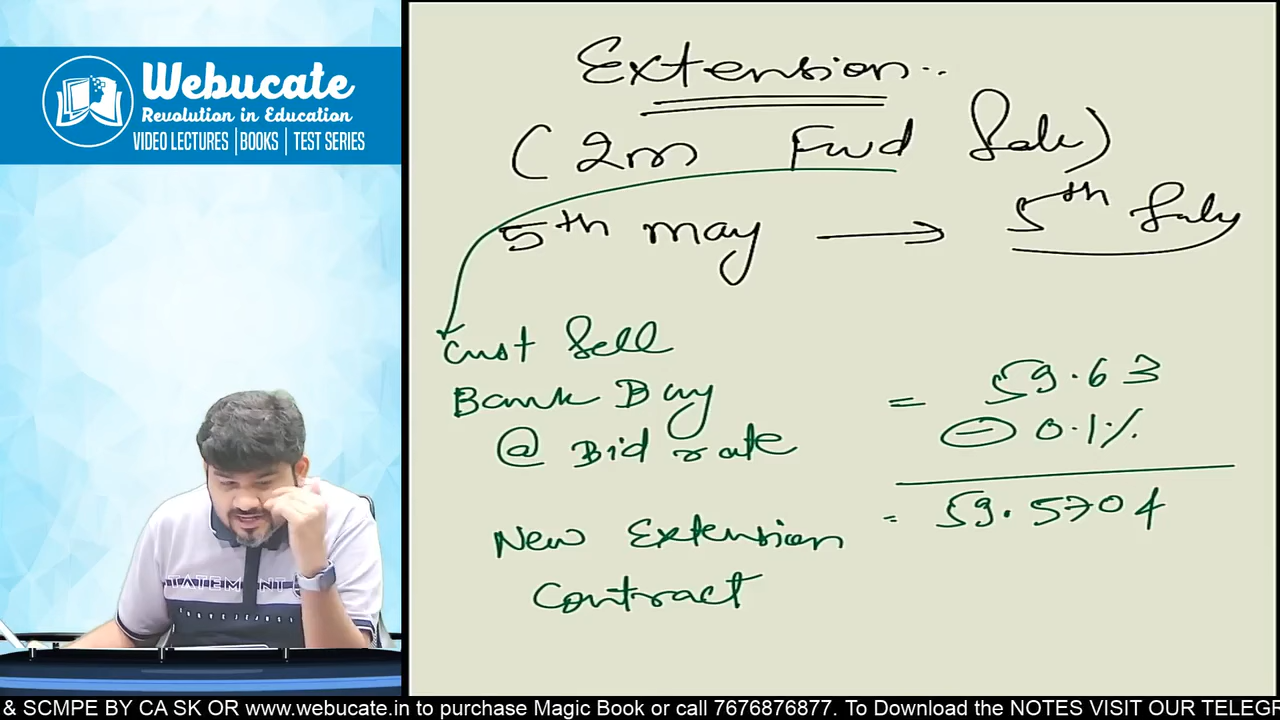 Webucate
Revolution in Education
VIDEO LECTURES | BOOKS | TEST SERIES
Extension..
(2m Fwd Sale)
5th may → 5th July
Cust Sell
Bank Buy = 59.63
@ Bid rate (-) 0.1%
New Extension = 59.5704
Contract
STATEMENT
& SCMPE BY CA SK OR www.webucate.in to purchase Magic Book or call 7676876877. To Download the NOTES VISIT OUR TELEGR